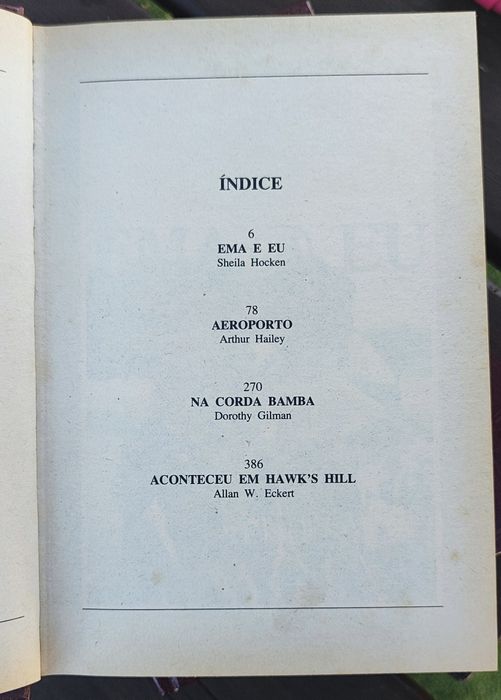 ÍNDICE
6
EMA E EU
Sheila Hocken
78
AEROPORTO
Arthur Hailey
270
NA CORDA BAMBA
Dorothy Gilman
386
ACONTECEU EM HAWK'S HILL
Allan W. Eckert